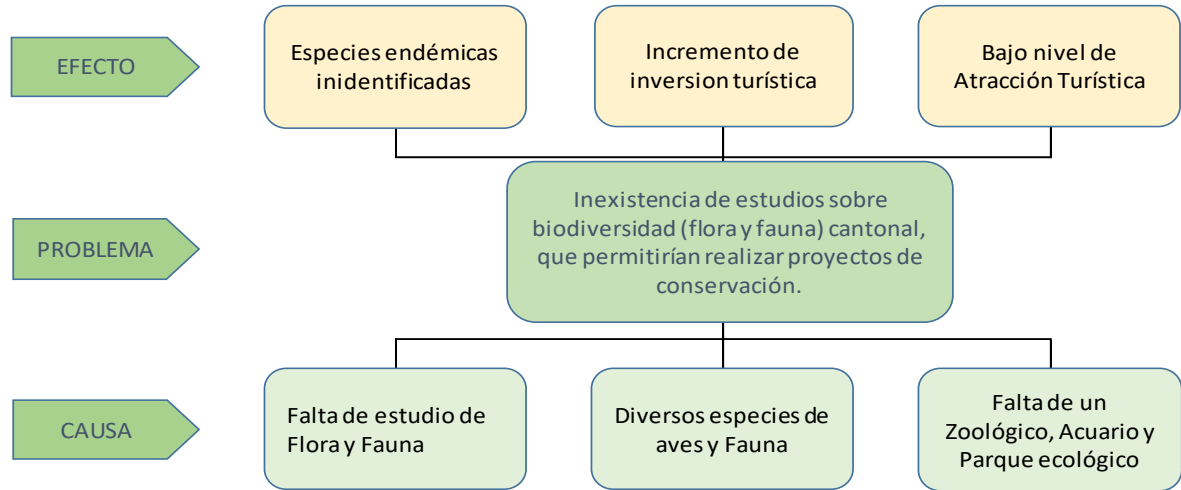 EFECTO
Especies endémicas
inidentificadas
Incremento de
inversion turística
Bajo nivel de
Atracción Turística
PROBLEMA
Inexistencia de estudios sobre
biodiversidad (flora y fauna) cantonal,
que permitirían realizar proyectos de
conservación.
CAUSA
Falta de estudio de
Flora y Fauna
Diversos especies de
aves y Fauna
Falta de un
Zoológico, Acuario y
Parque ecológico